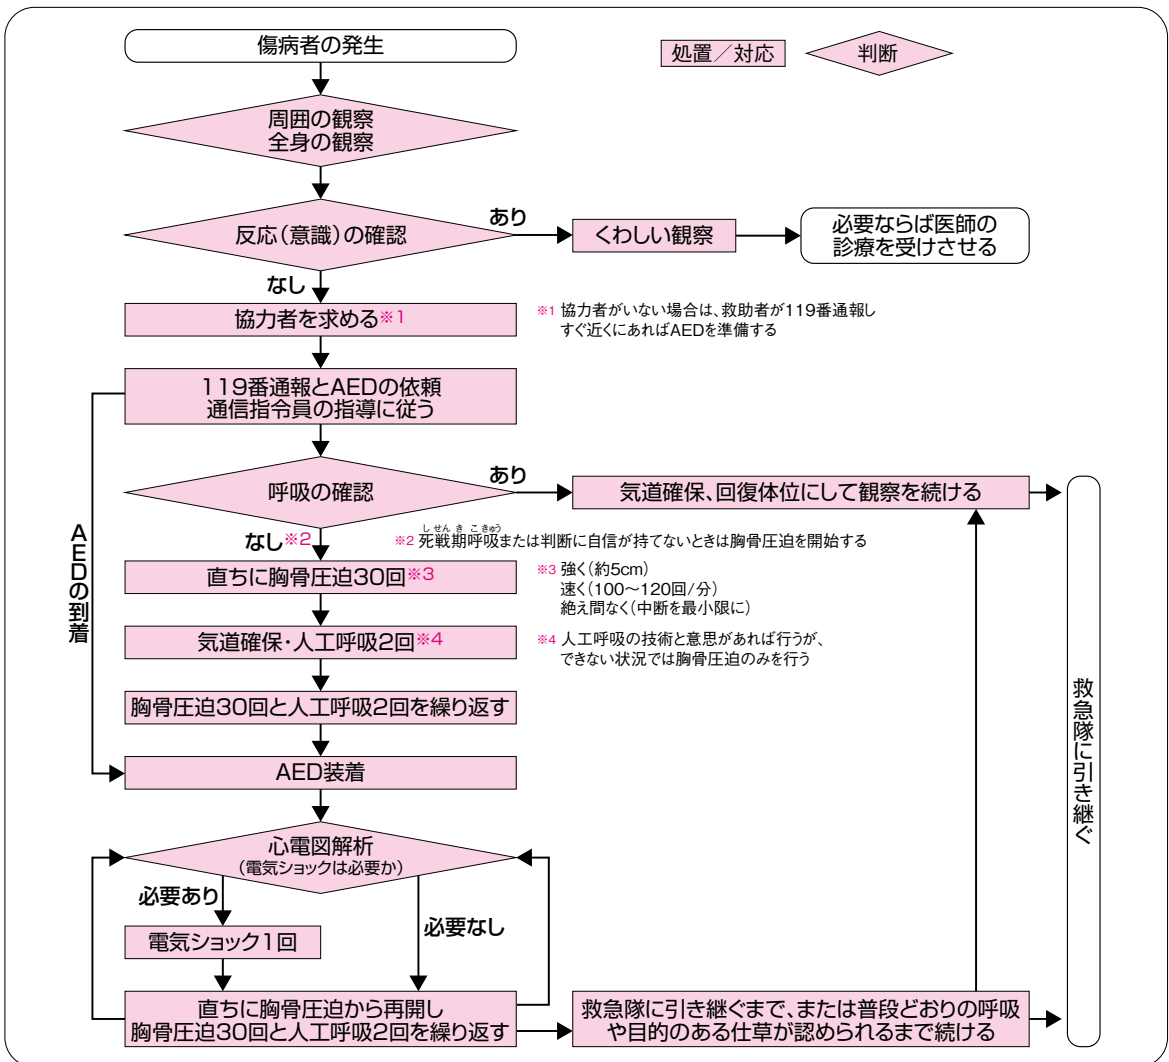 傷病者の発生
処置／対応
判断
周囲の観察
全身の観察
反応(意識)の確認
あり
くわしい観察
必要ならば医師の
診療を受けさせる
なし
協力者を求める※1
※1 協力者がいない場合は、救助者が119番通報し
すぐ近くにあればAEDを準備する
119番通報とAEDの依頼
通信指令員の指導に従う
呼吸の確認
あり
気道確保、回復体位にして観察を続ける
なし※2
しせんきこきゅう
※2 死戦期呼吸または判断に自信が持てないときは胸骨圧迫を開始する
直ちに胸骨圧迫30回※3
※3 強く(約5cm)
速く(100〜120回/分)
絶え間なく(中断を最小限に)
AEDの到着
気道確保・人工呼吸2回※4
※4 人工呼吸の技術と意思があれば行うが、
できない状況では胸骨圧迫のみを行う
胸骨圧迫30回と人工呼吸2回を繰り返す
AED装着
救急隊に引き継ぐ
心電図解析
(電気ショックは必要か)
必要あり
必要なし
電気ショック1回
直ちに胸骨圧迫から再開し
胸骨圧迫30回と人工呼吸2回を繰り返す
救急隊に引き継ぐまで、または普段どおりの呼吸
や目的のある仕草が認められるまで続ける